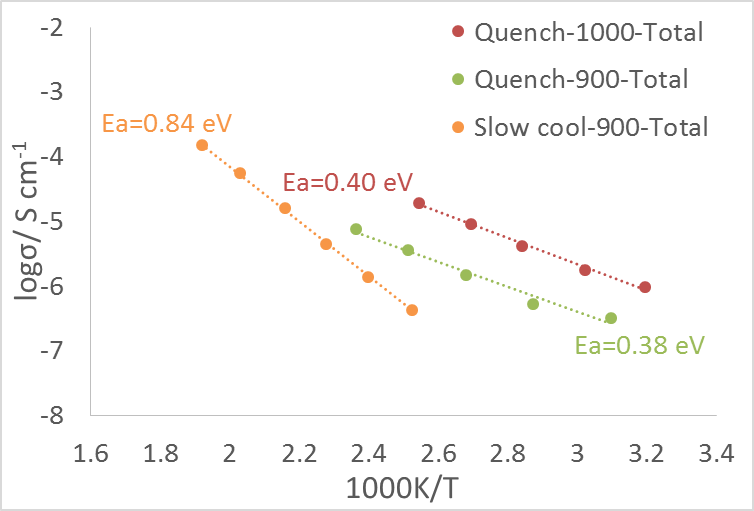 -2
-3
-4
-5
-6
-7
-8
logσ/ S cm⁻¹
Quench-1000-Total
Quench-900-Total
Slow cool-900-Total
Ea=0.84 eV
Ea=0.40 eV
Ea=0.38 eV
1.6 1.8 2 2.2 2.4 2.6 2.8 3 3.2 3.4
1000K/T